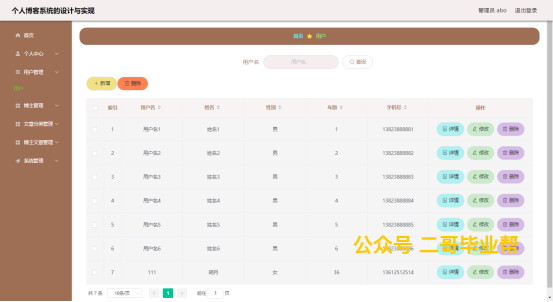 个人博客系统的设计与实现
管理员 abo 退出登录
首页
个人中心
用户管理
用户
博主管理
文章分类管理
博主文章管理
系统管理
首页 用户
用户名 用户名 查询
+ 新增 删除
索引 用户名 姓名 性别 年龄 手机号 操作
1 用户名1 姓名1 男 1 13823888881 详情 修改 删除
2 用户名2 姓名2 男 2 13823888882 详情 修改 删除
3 用户名3 姓名3 男 3 13823888883 详情 修改 删除
4 用户名4 姓名4 男 4 13823888884 详情 修改 删除
5 用户名5 姓名5 男 5 13823888885 详情 修改 删除
6 用户名6 姓名6 男 6 详情 修改 删除
公众号 二哥毕业帮
7 111 女 36 13612512514 详情 修改 删除
共 7 条 10条/页 1 前往 1 页